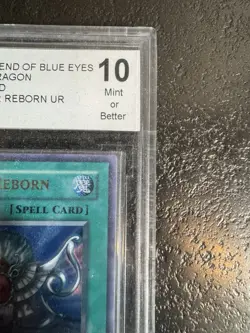 END OF BLUE EYES
RAGON
D
REBORN UR
10
Mint
or
Better
EBORN
[SPELL CARD]